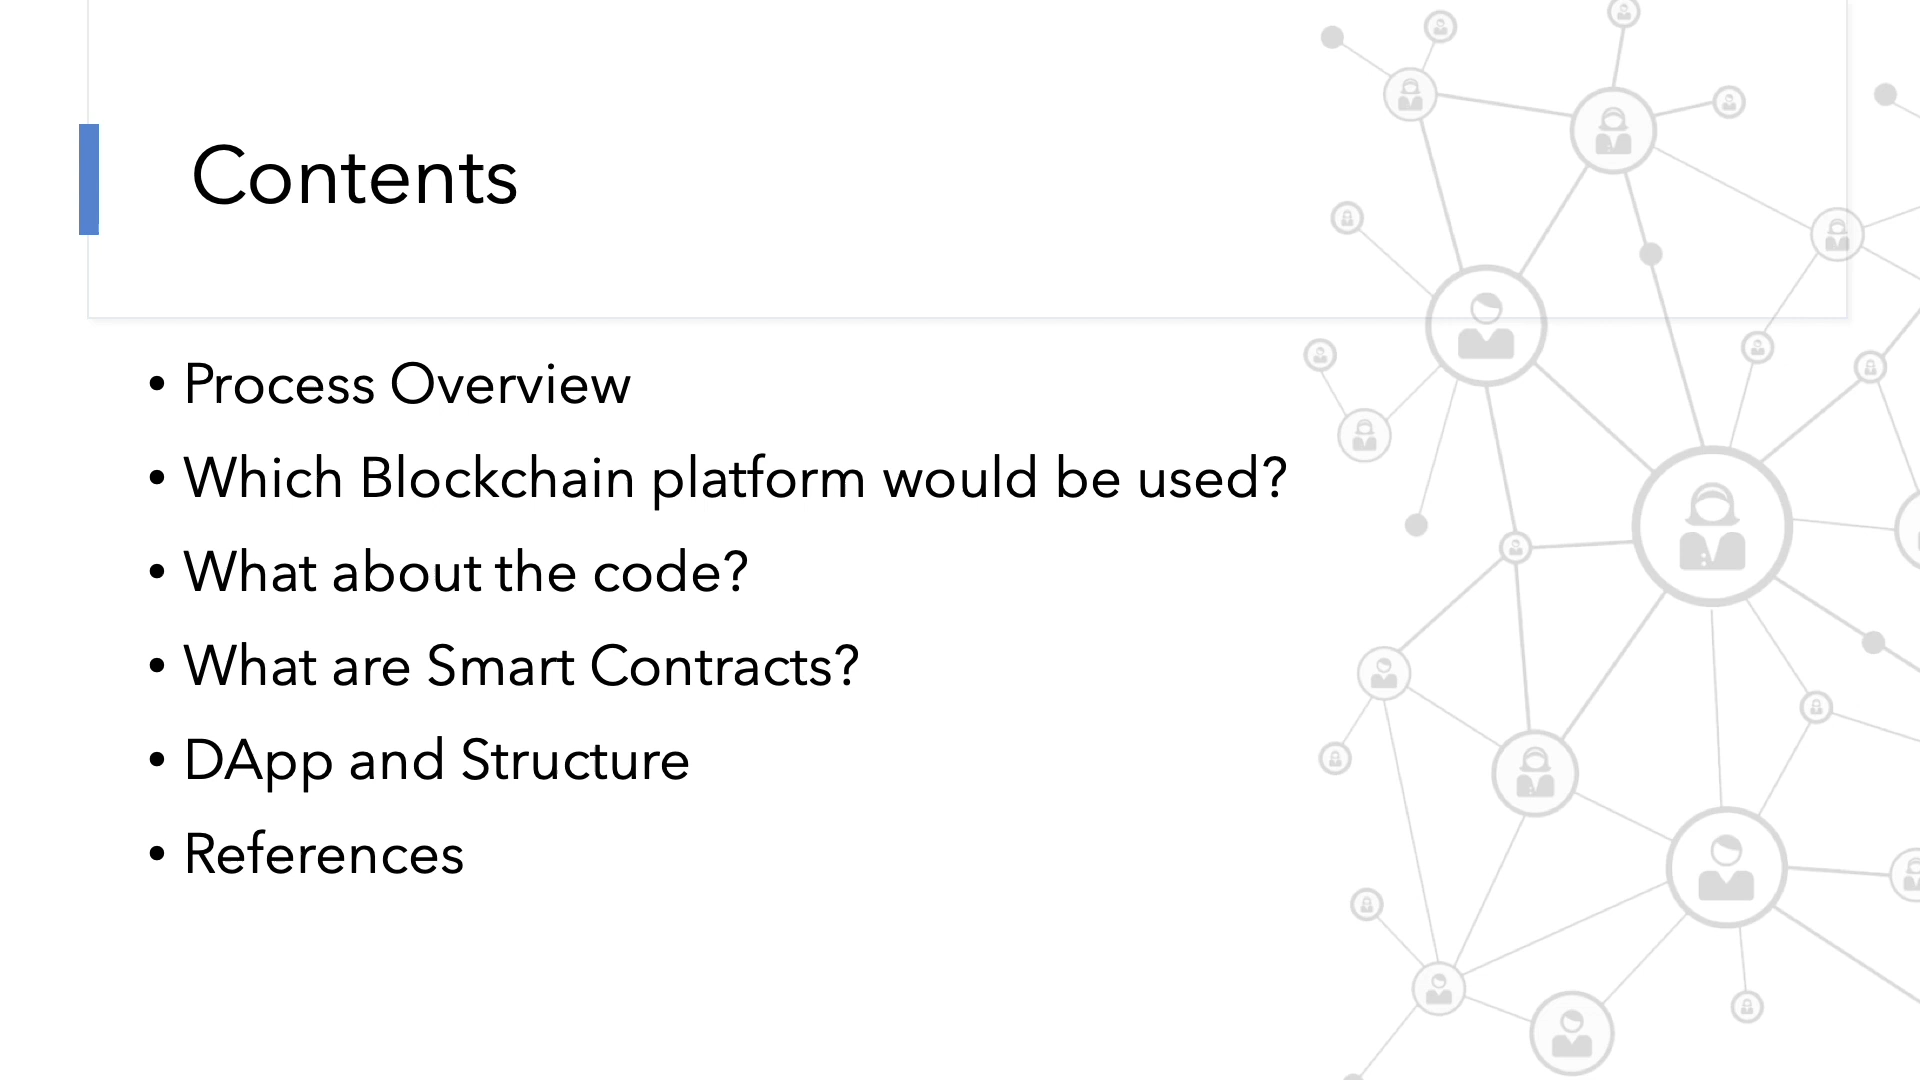 Contents
• Process Overview
• Which Blockchain platform would be used?
• What about the code?
• What are Smart Contracts?
• DApp and Structure
• References